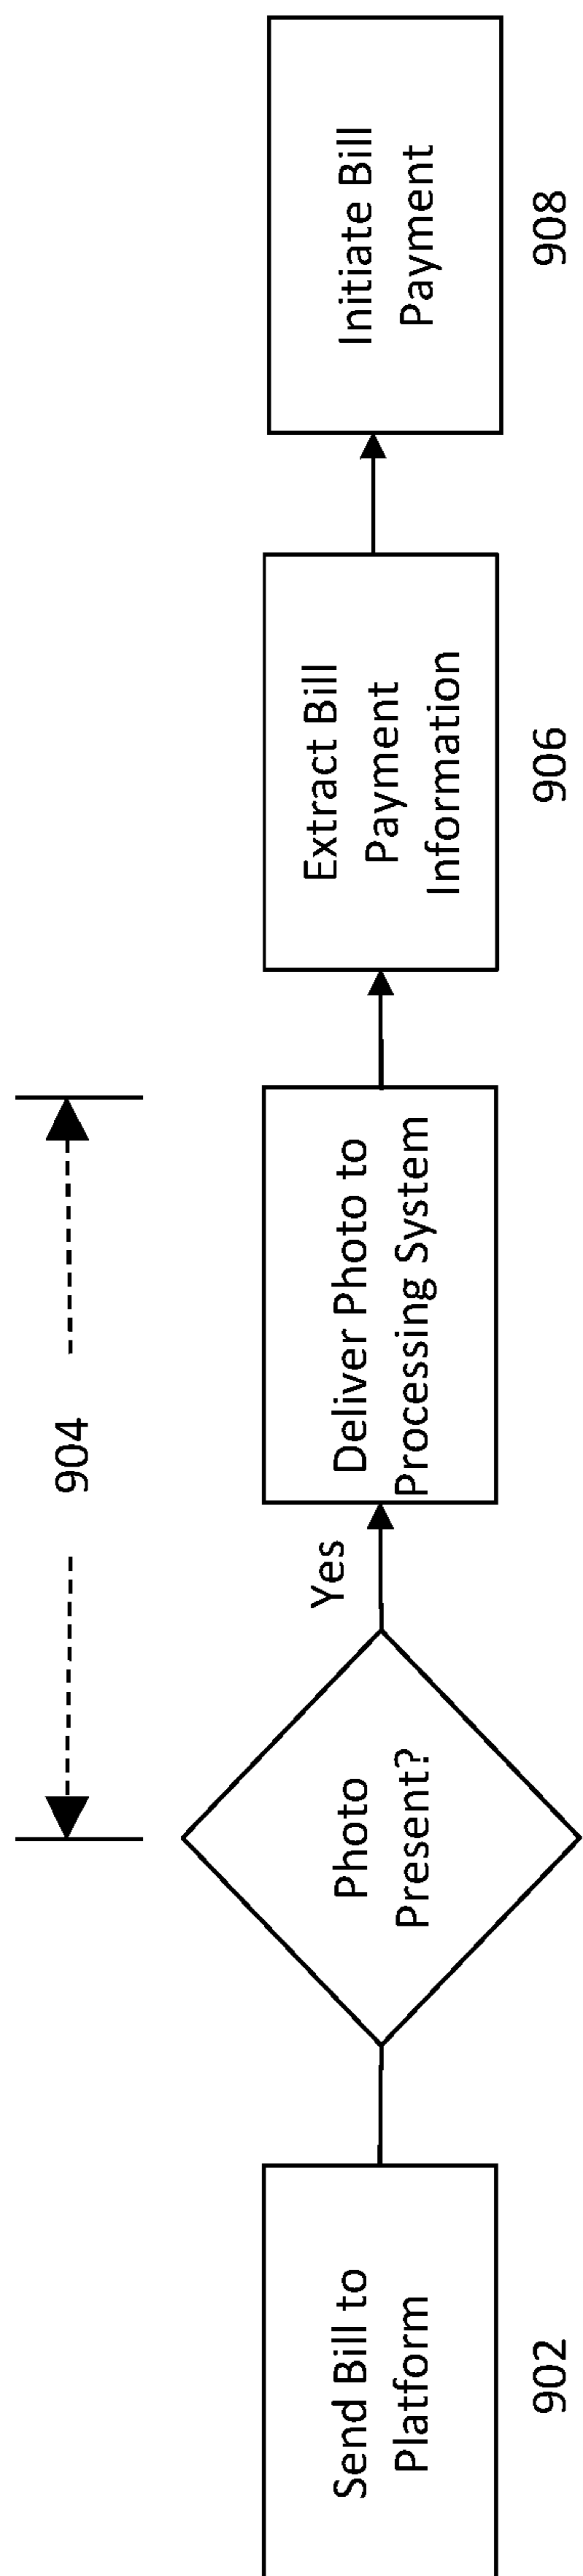 904
Send Bill to
Platform
902
Photo
Present?
Yes
Deliver Photo to
Processing System
Extract Bill
Payment
Information
906
Initiate Bill
Payment
908